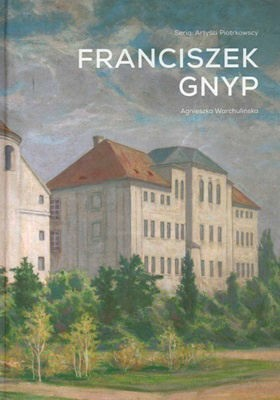 Seria: Artyści Piotrkowscy
FRANCISZEK
GNYP
Agnieszka Warchulińska